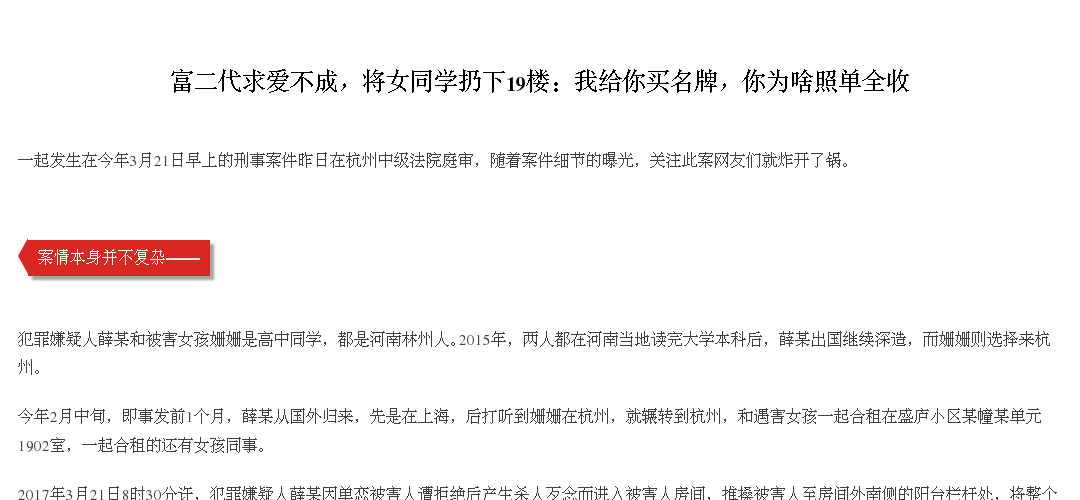 富二代求爱不成，将女同学扔下19楼：我给你买名牌，你为啥照单全收
一起发生在今年3月21日早上的刑事案件昨日在杭州中级法院庭审，随着案件细节的曝光，关注此案网友们就炸开了锅。
案情本身并不复杂——
犯罪嫌疑人薛某和被害女孩姗姗是高中同学，都是河南林州人。2015年，两人都在河南当地读完大学本科后，薛某出国继续深造，而姗姗则选择来杭
州。
今年2月中旬，即事发前1个月，薛某从国外归来，先是在上海，后打听到姗姗在杭州，就辗转到杭州，和遇害女孩一起合租在盛庐小区某幢某单元
1902室，一起合租的还有女孩同事。
2017年3月21日8时30分许，犯罪嫌疑人薛某因单恋被害人遭拒绝后产生杀人歹念而进入被害人房间，推搡被害人至房间外南侧的阳台栏杆处，将整个